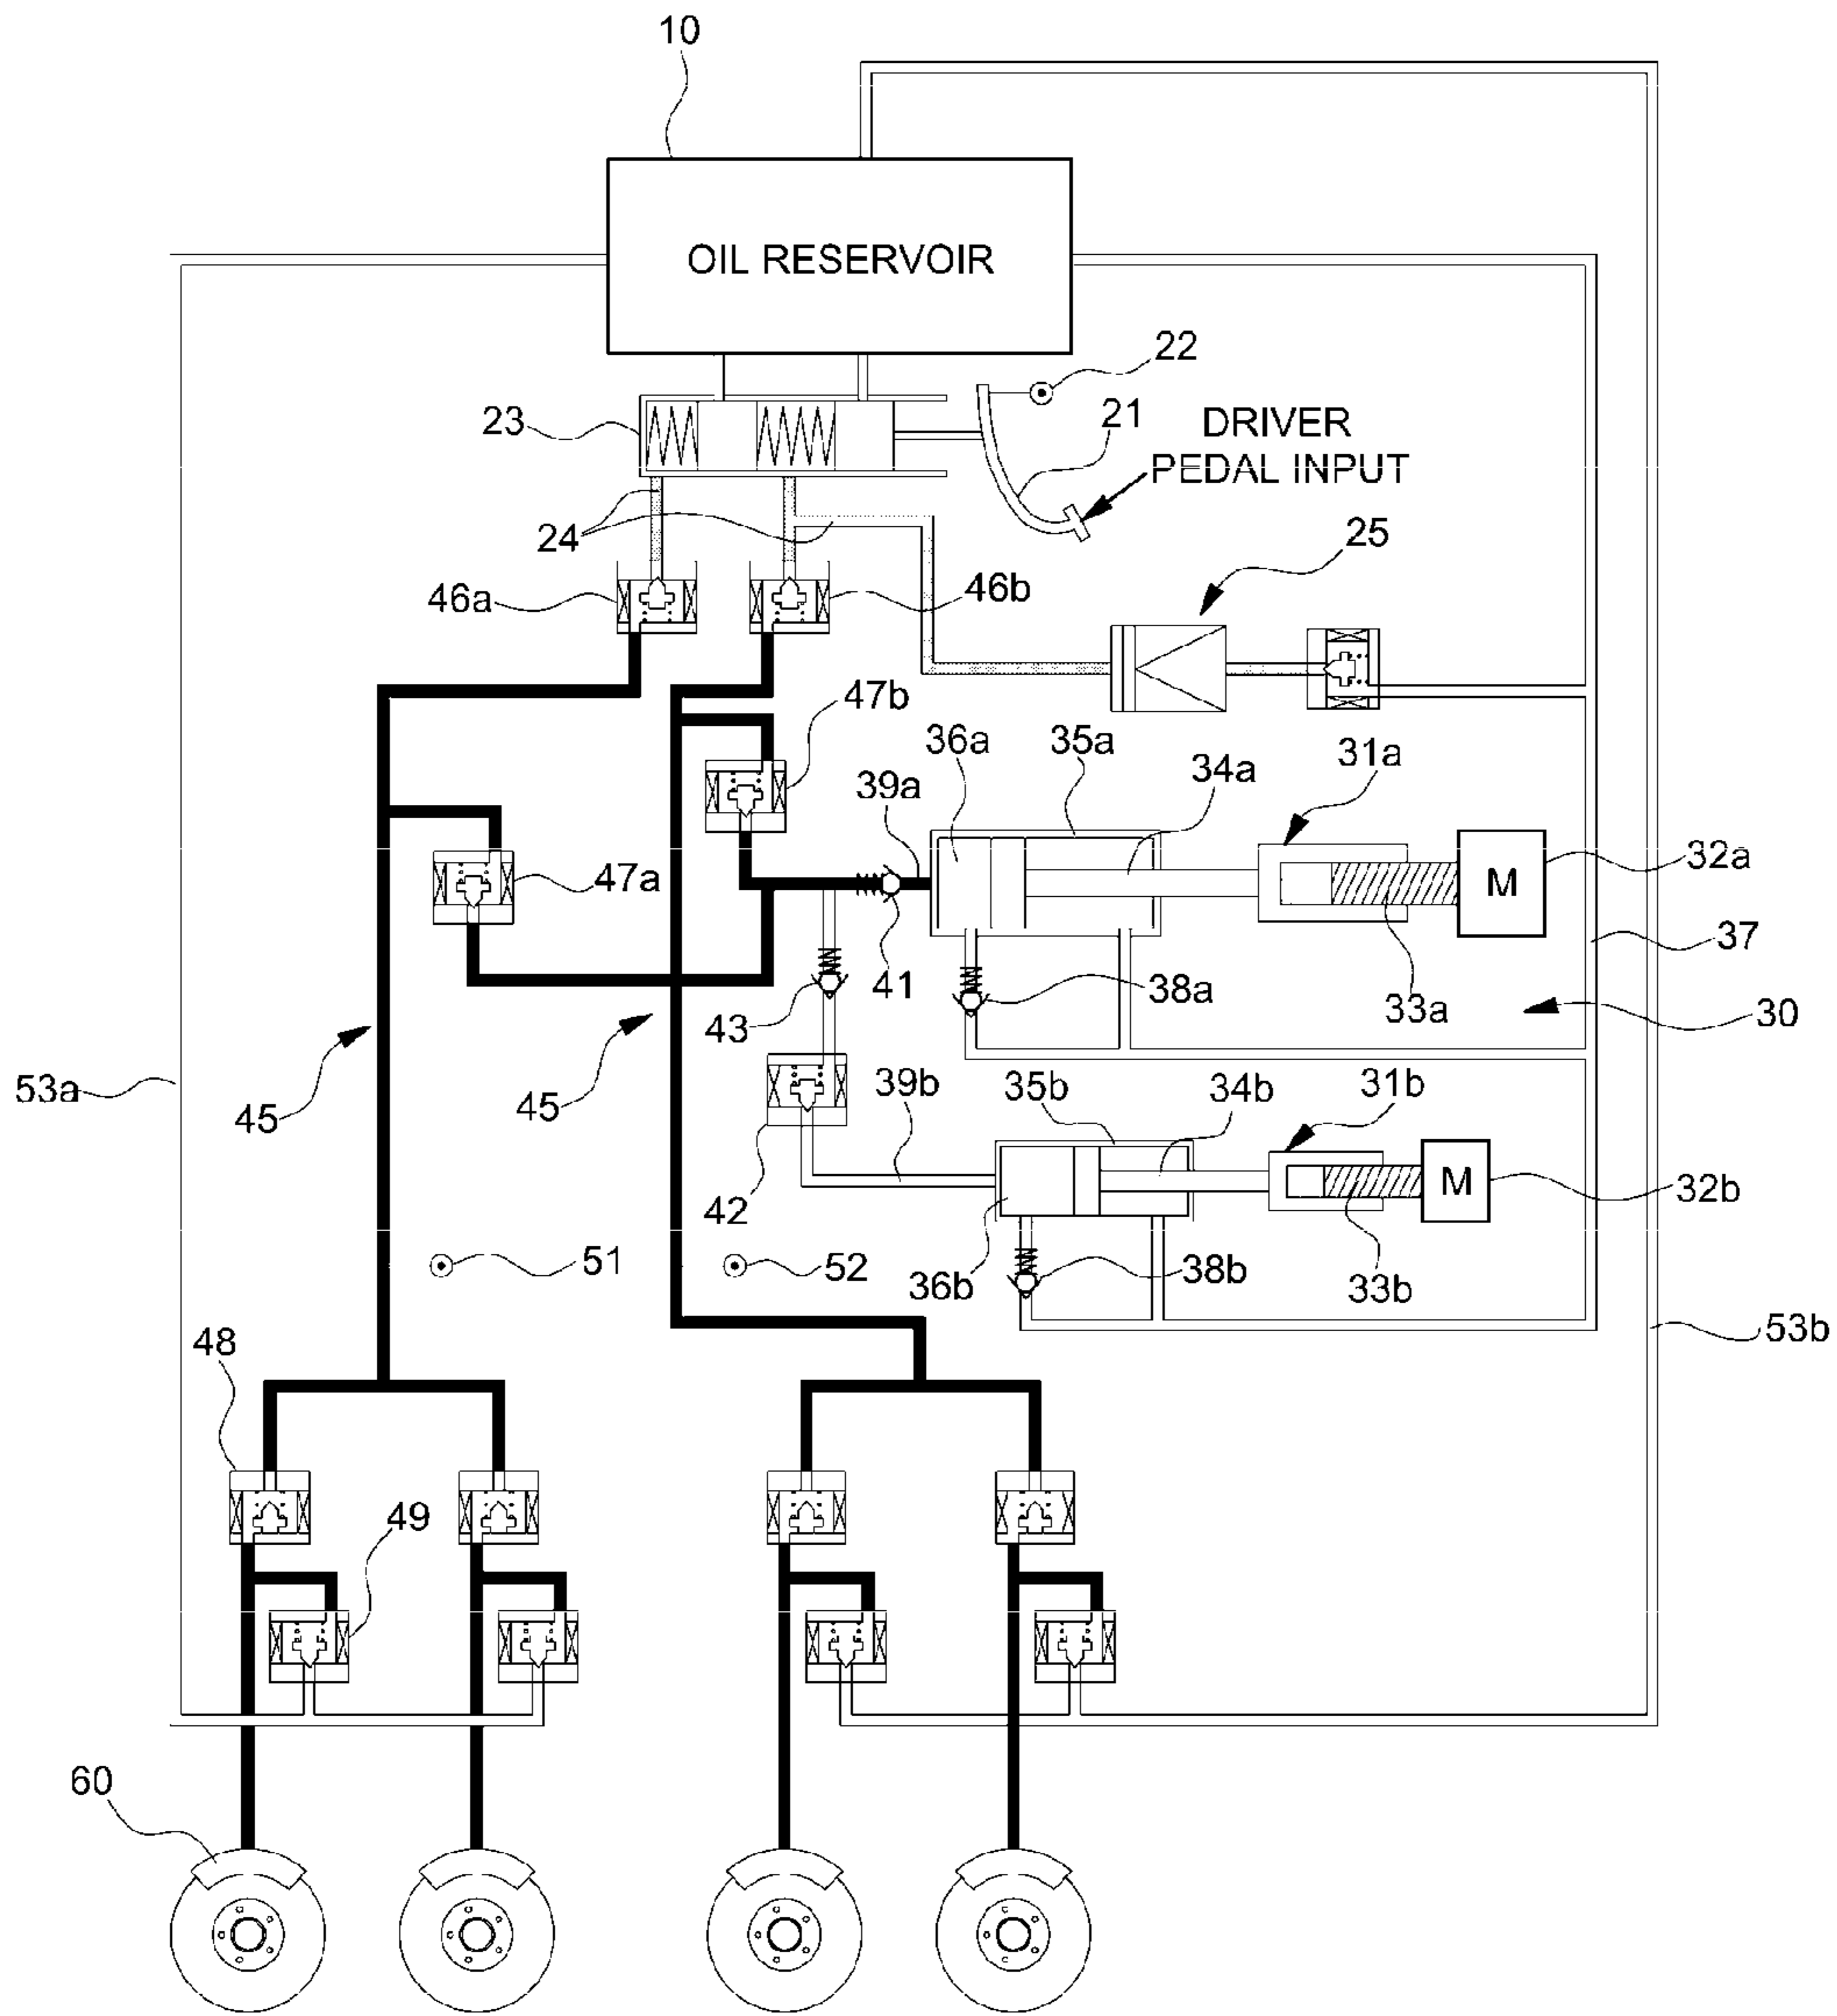 10
OIL RESERVOIR
22
23
21
DRIVER
PEDAL INPUT
24
25
46a
46b
47b
36a
35a
34a
31a
39a
32a
M
47a
37
41
38a
33a
30
43
53a
45
45
39b
35b
34b
31b
42
M
32b
51
52
36b
38b
33b
53b
48
49
60